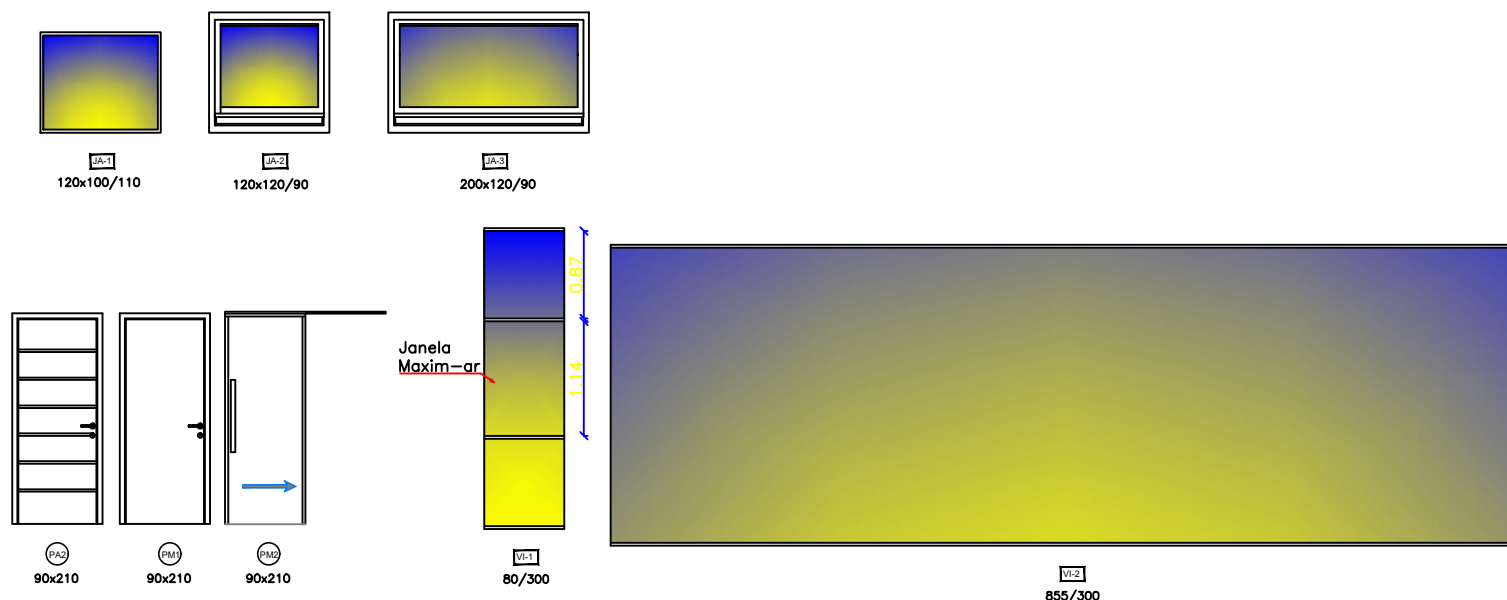 JA-1
120x100/110
JA-2
120x120/90
JA-3
200x120/90
0.87
Janela
Maxim-ar
1.14
PA2
90x210
PM1
90x210
PM2
90x210
VI-1
80/300
VI-2
855/300